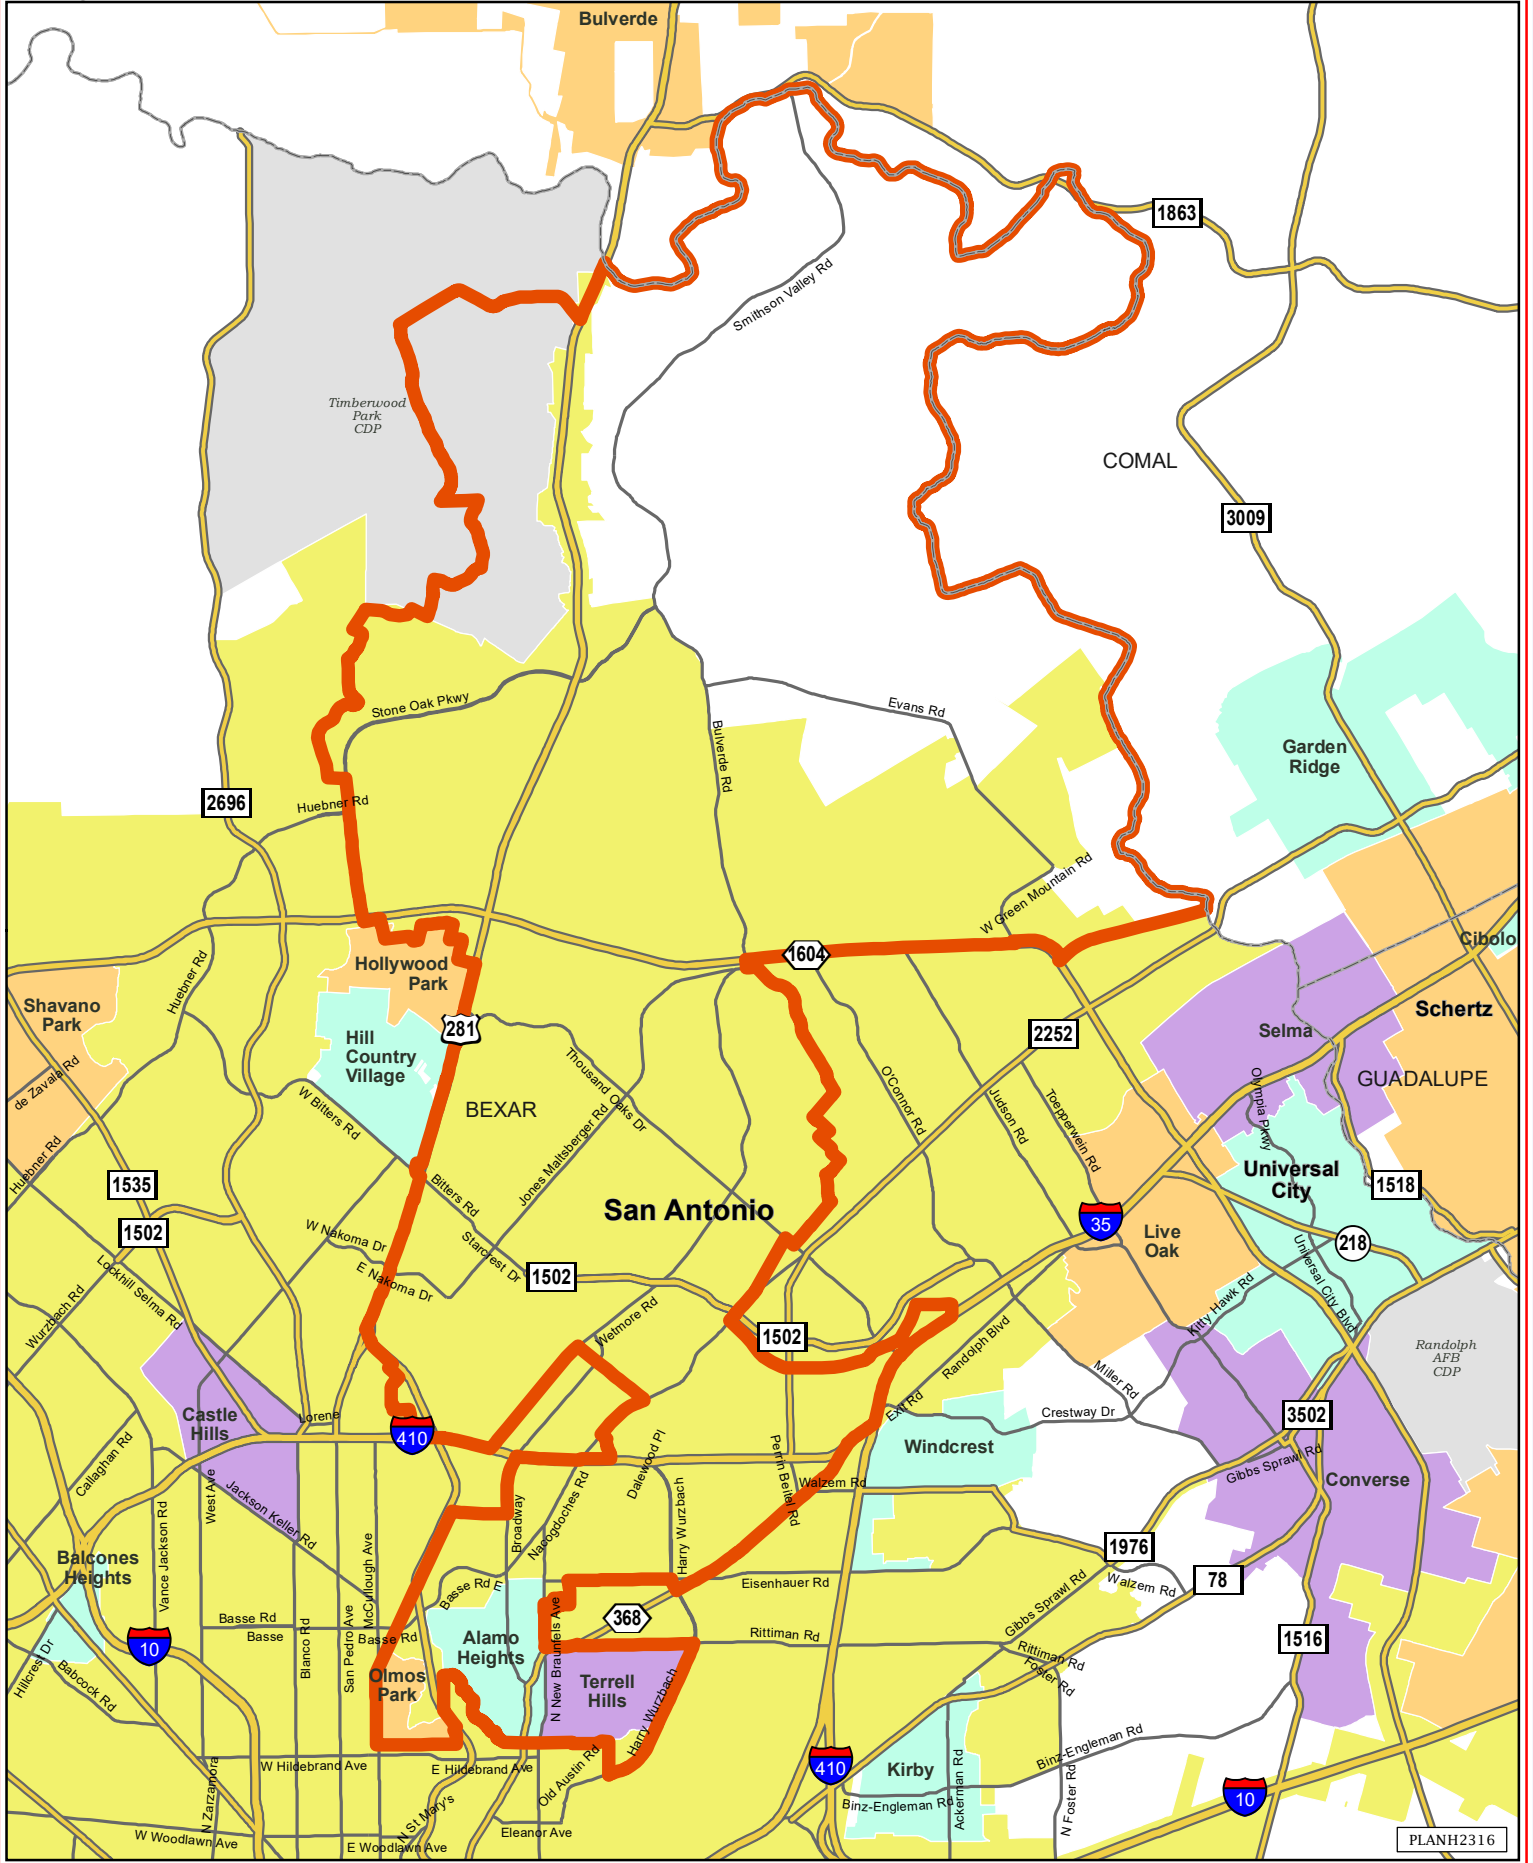 Bulverde
1863
Smithson Valley Rd
Timberwood
Park
CDP
COMAL
3009
Stone Oak Pkwy
Evans Rd
Bulverde Rd
Garden
Ridge
2696
Huebner Rd
W Green Mountain Rd
Cibolo
1604
Hollywood
Park
Huebner Rd
Shavano
Park
Schertz
281
2252
Selma
Hill
Country
Village
Thousand Oaks Dr
O'Connor Rd
Judson Rd
Toepperwein Rd
Olympia Pkwy
GUADALUPE
de Zavala Rd
W Bitters Rd
BEXAR
Jones Maltsberger Rd
Huebner Rd
1535
Bitters Rd
San Antonio
Universal
City
1518
1502
W Nakoma Dr
Starcrest Dr
35
Live
Oak
218
Lockhill Selma Rd
E Nakoma Dr
1502
Universal City Blvd
Wurzbach Rd
Wetmore Rd
1502
Kitty Hawk Rd
Randolph Blvd
Randolph
AFB
CDP
Miller Rd
Castle
Hills
Lorene
410
Exit Rd
Crestway Dr
3502
Windcrest
Callaghan Rd
West Ave
Jackson Keller Rd
Dalewood Pl
Perrin Beitel Rd
Walzem Rd
Gibbs Sprawl Rd
Converse
Vance Jackson Rd
Broadway
Nacogdoches Rd
Harry Wurzbach
1976
Balcones
Heights
McCullough Ave
Basse Rd E
Eisenhauer Rd
Gibbs Sprawl Rd
Walzem Rd
78
Basse Rd
Basse
Basse Rd
368
10
Blanco Rd
San Pedro Ave
Alamo
Heights
N New Braunfels Ave
Rittiman Rd
Rittiman Rd
1516
Hillcrest Dr
Babcock Rd
Olmos
Park
Terrell
Hills
Harry Wurzbach
Foster Rd
W Hildebrand Ave
E Hildebrand Ave
Old Austin Rd
410
Kirby
Ackerman Rd
Binz-Engleman Rd
Binz-Engleman Rd
N Foster Rd
10
N Zarzamora
N St Mary's
W Woodlawn Ave
E Woodlawn Ave
Eleanor Ave
PLANH2316